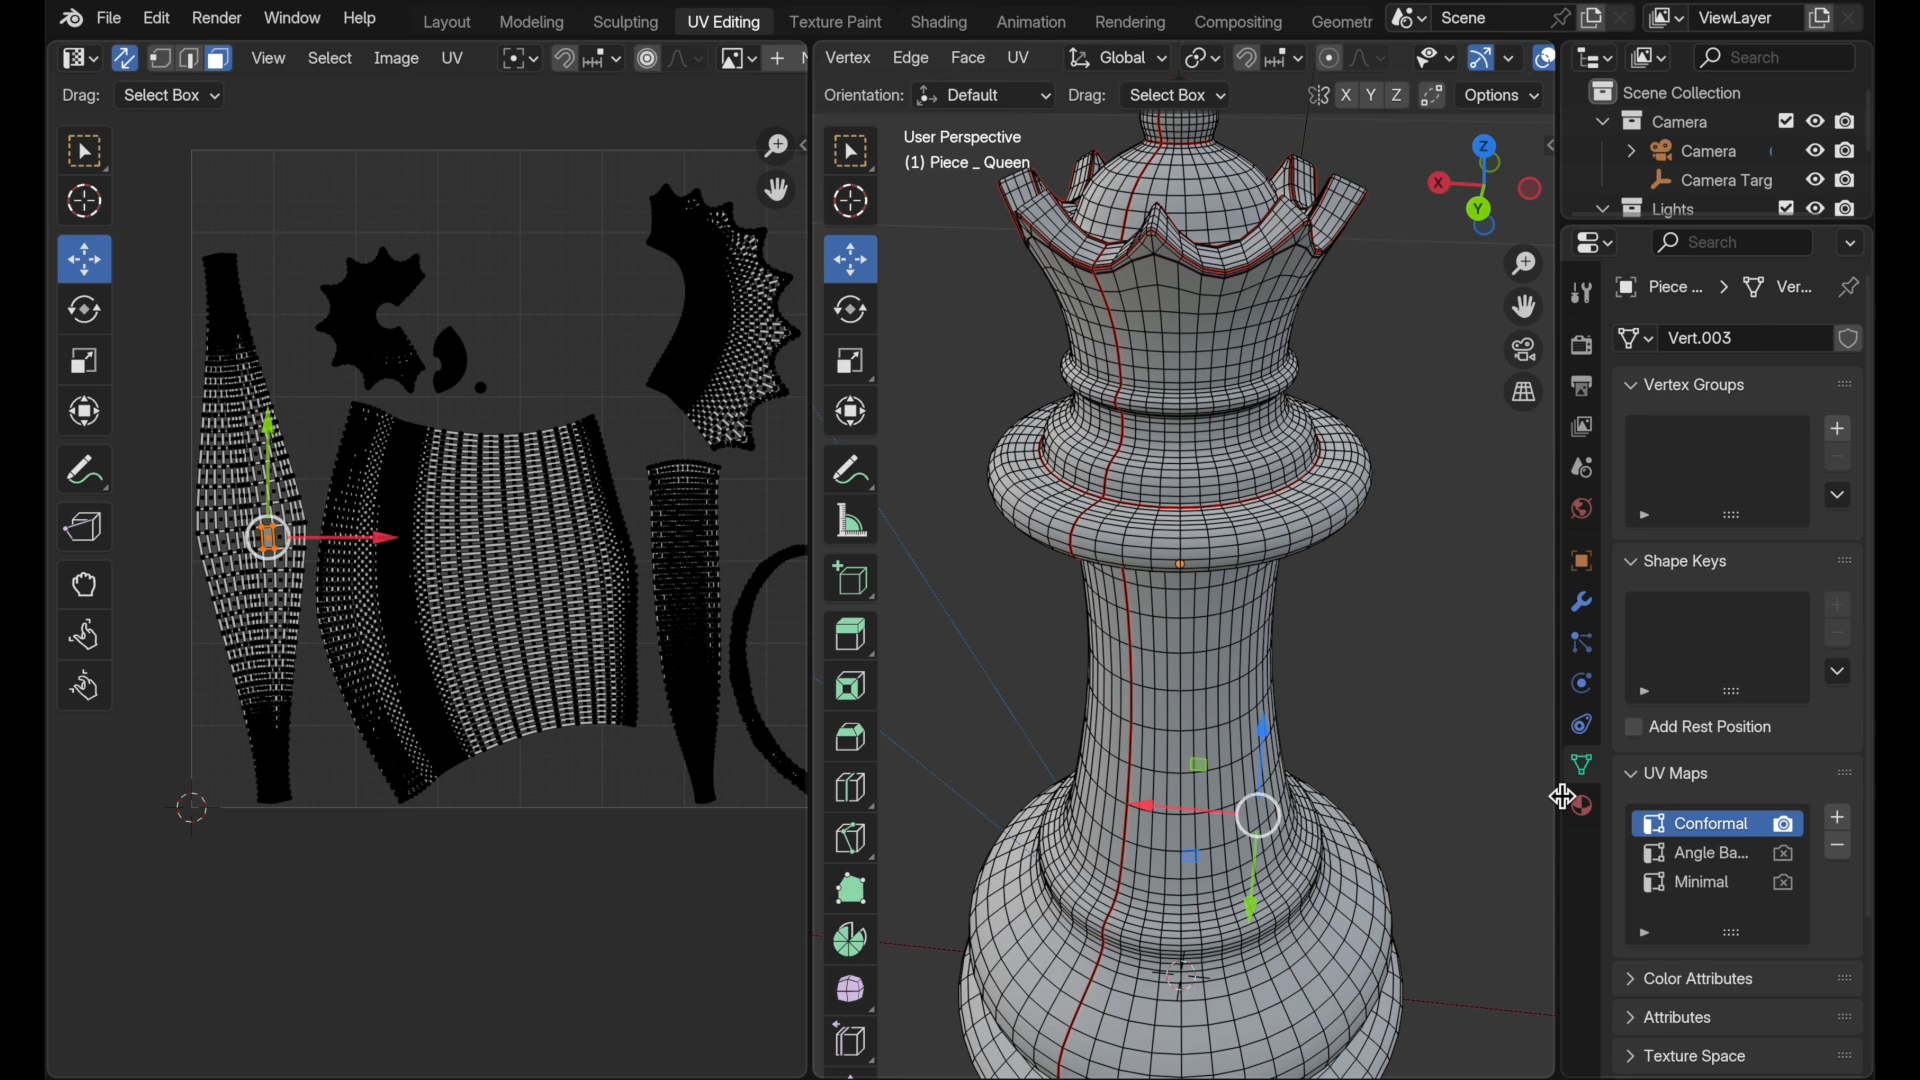 File Edit Render Window Help Layout Modeling Sculpting UV Editing Texture Paint Shading Animation Rendering Compositing Geometr Scene ViewLayer
View Select Image UV Vertex Edge Face UV Global Search
Drag: Select Box Orientation: Default Drag: Select Box X Y Z Options Scene Collection
Camera
User Perspective
(1) Piece _ Queen
Z
X
Y
Camera
Camera Targ
Lights
Search
Piece ... Ver...
Vert.003
Vertex Groups
Shape Keys
Add Rest Position
UV Maps
Conformal
Angle Ba...
Minimal
Color Attributes
Attributes
Texture Space